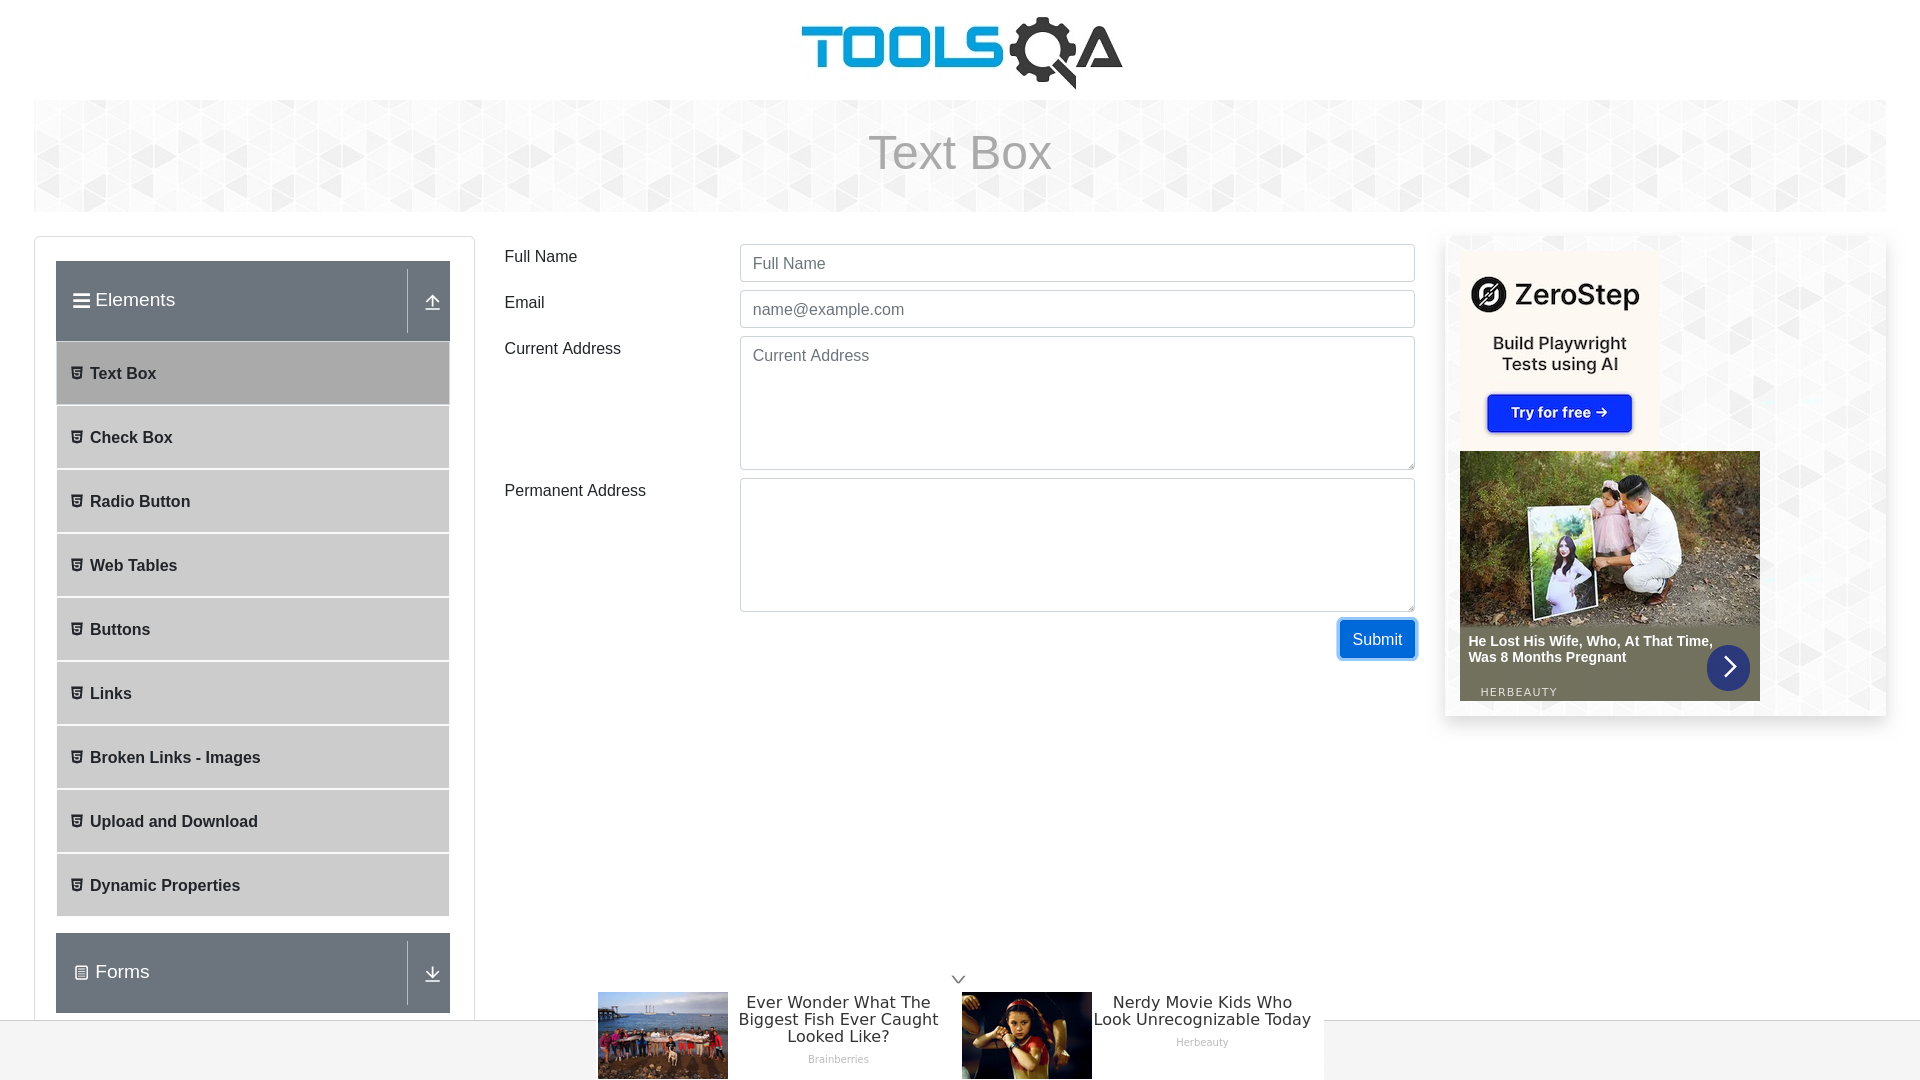 TOOLSQA
Text Box
Elements
Text Box
Check Box
Radio Button
Web Tables
Buttons
Links
Broken Links - Images
Upload and Download
Dynamic Properties
Forms
Full Name
Full Name
Email
name@example.com
Current Address
Current Address
Permanent Address
Submit
ZeroStep
Build Playwright
Tests using AI
Try for free →
He Lost His Wife, Who, At That Time,
Was 8 Months Pregnant
HERBEAUTY
Ever Wonder What The
Biggest Fish Ever Caught
Looked Like?
Brainberries
Nerdy Movie Kids Who
Look Unrecognizable Today
Herbeauty